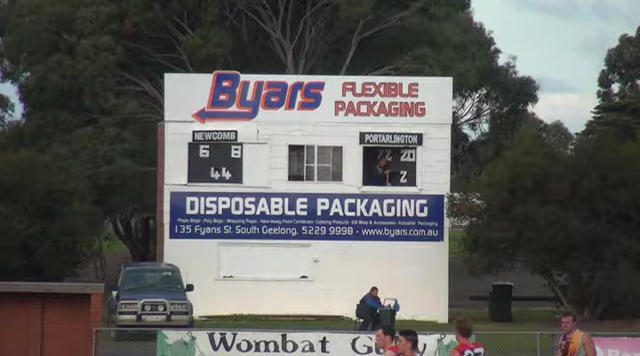 Byars
FLEXIBLE
PACKAGING
NEWCOMB
6 8
44
PORTARLINGTON
20
2
DISPOSABLE PACKAGING
135 Fyans St. South Geelong, 5229 9998 - www.byars.com.au
Wombat Gully